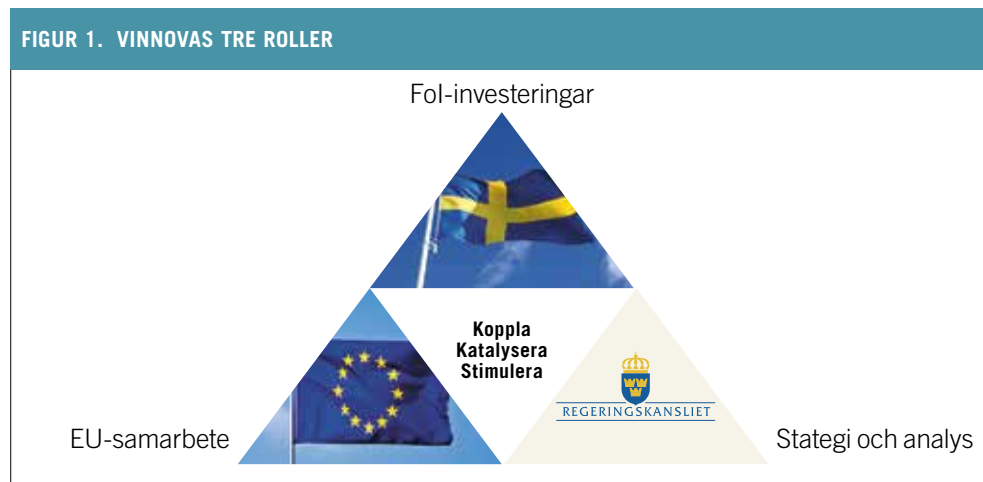 FIGUR 1. VINNOVAS TRE ROLLER
FoI-investeringar
Koppla
Katalysera
Stimulera
REGERINGSKANSLIET
EU-samarbete
Stategi och analys